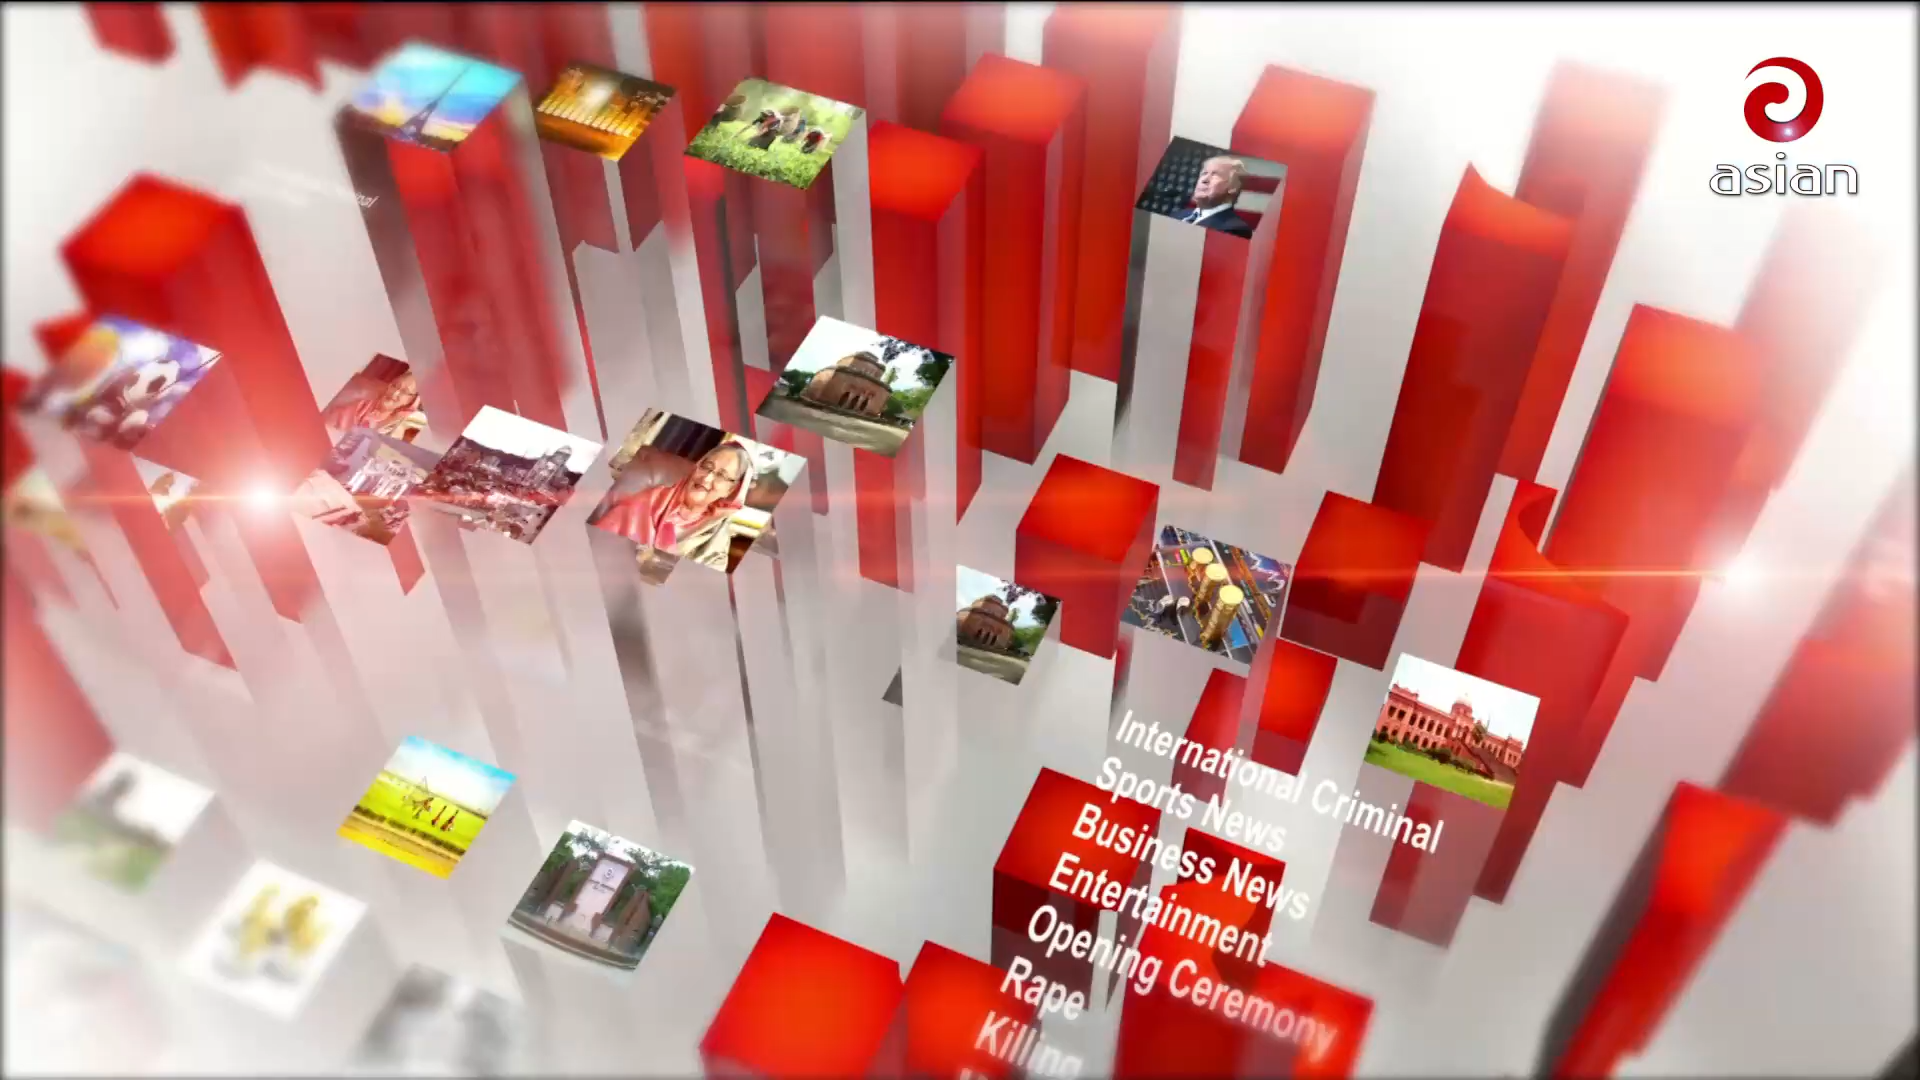 asian
International Criminal
Sports News
Business News
Entertainment
Opening Ceremony
Rape
Killing